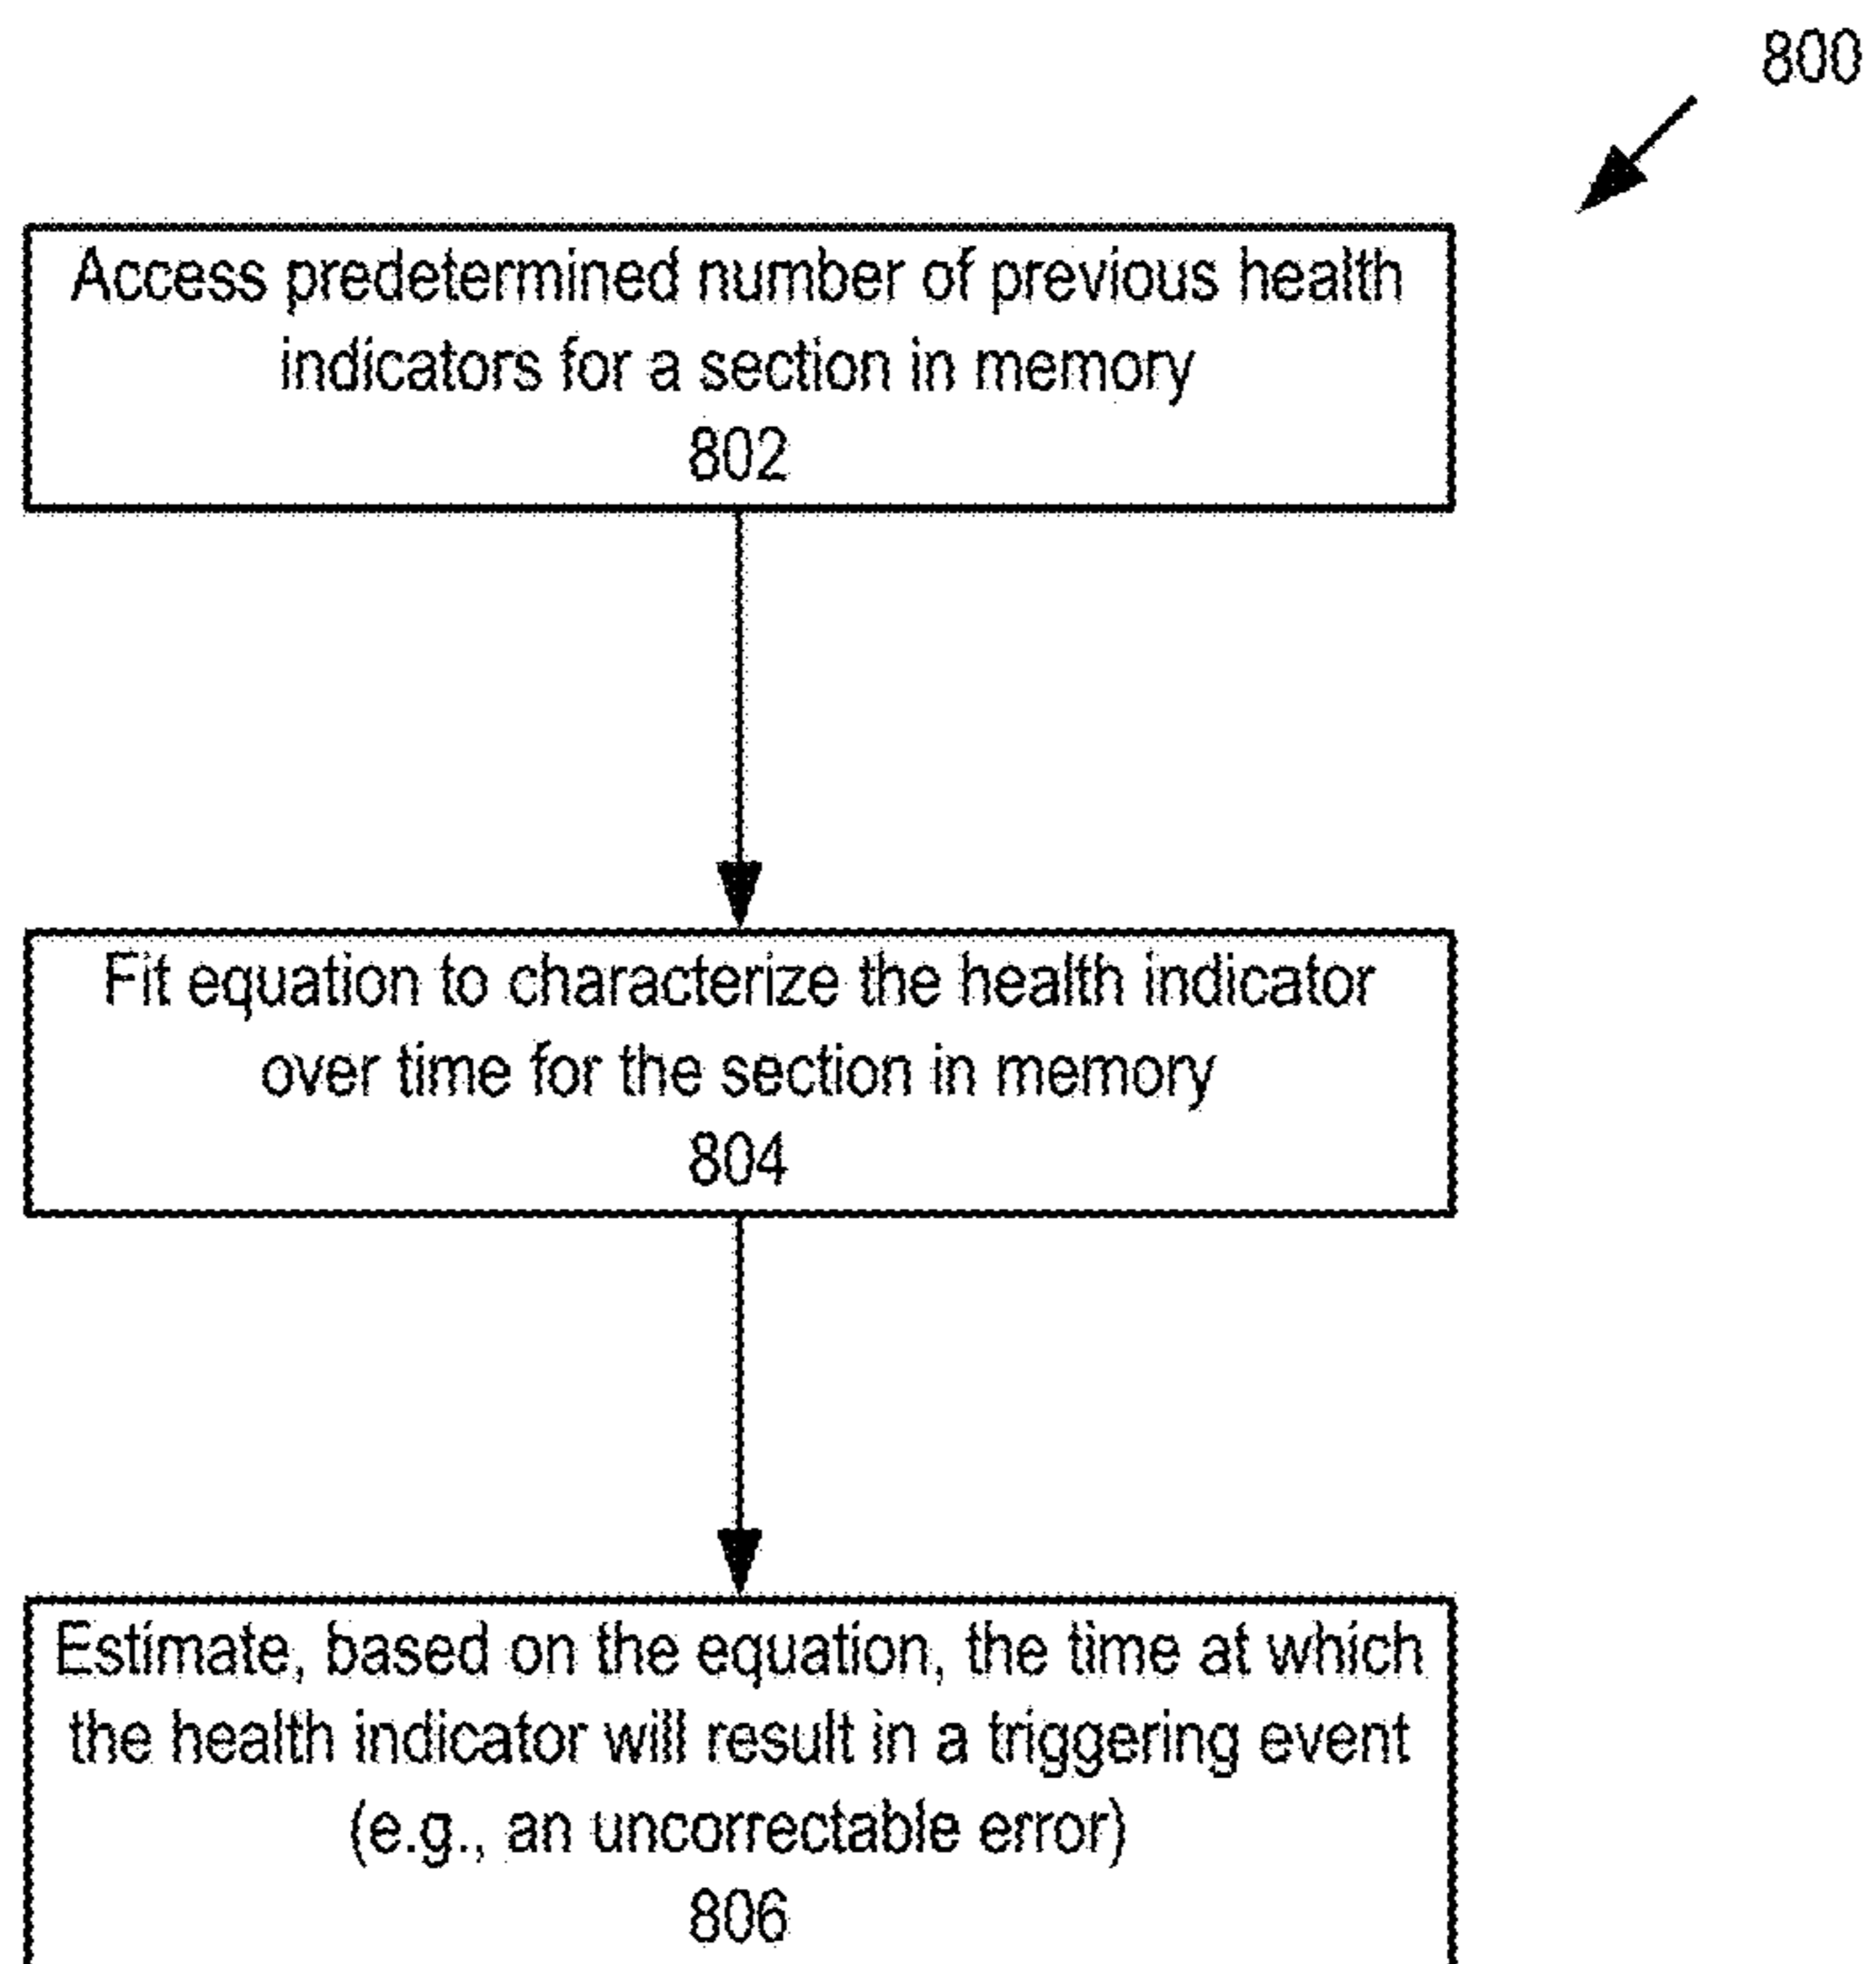 800
Access predetermined number of previous health
indicators for a section in memory
802
Fit equation to characterize the health indicator
over time for the section in memory
804
Estimate, based on the equation, the time at which
the health indicator will result in a triggering event
(e.g., an uncorrectable error)
806